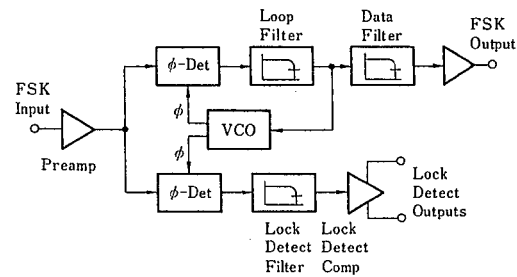 Loop
Filter
Data
Filter
FSK
Output
ϕ-Det
FSK
Input
ϕ
VCO
Preamp
ϕ
ϕ-Det
Lock
Detect
Outputs
Lock
Detect
Filter
Lock
Detect
Comp